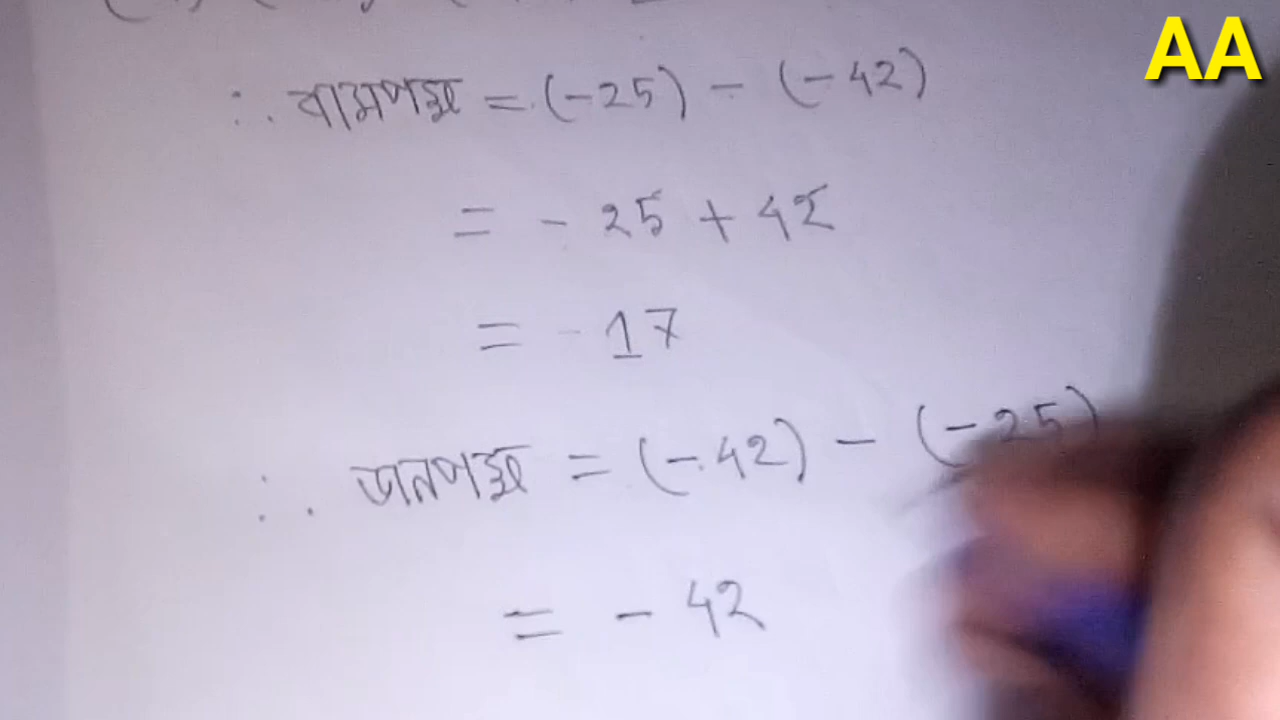 AA
∴ বামপক্ষ = (-25) - (-42)
= - 25 + 42
= - 17
∴ ডানপক্ষ = (-42) - (-25)
= - 42